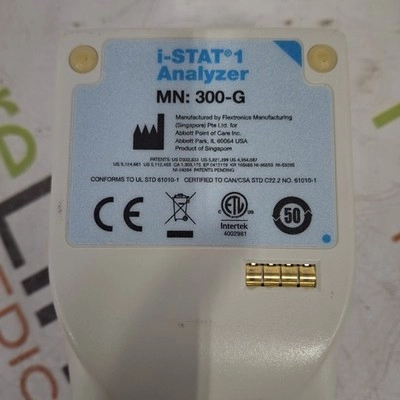 i-STAT®1
Analyzer
MN: 300-G
Manufactured by Flextronics Manufacturing
(Singapore) Pte Ltd. for
Abbott Point of Care Inc.
Abbott Park, IL 60064 USA
Product of Singapore
CONFORMS TO UL STD 61010-1 CERTIFIED TO CAN/CSA STD C22.2 NO. 61010-1
CE
ETL
Intertek
4002981
50